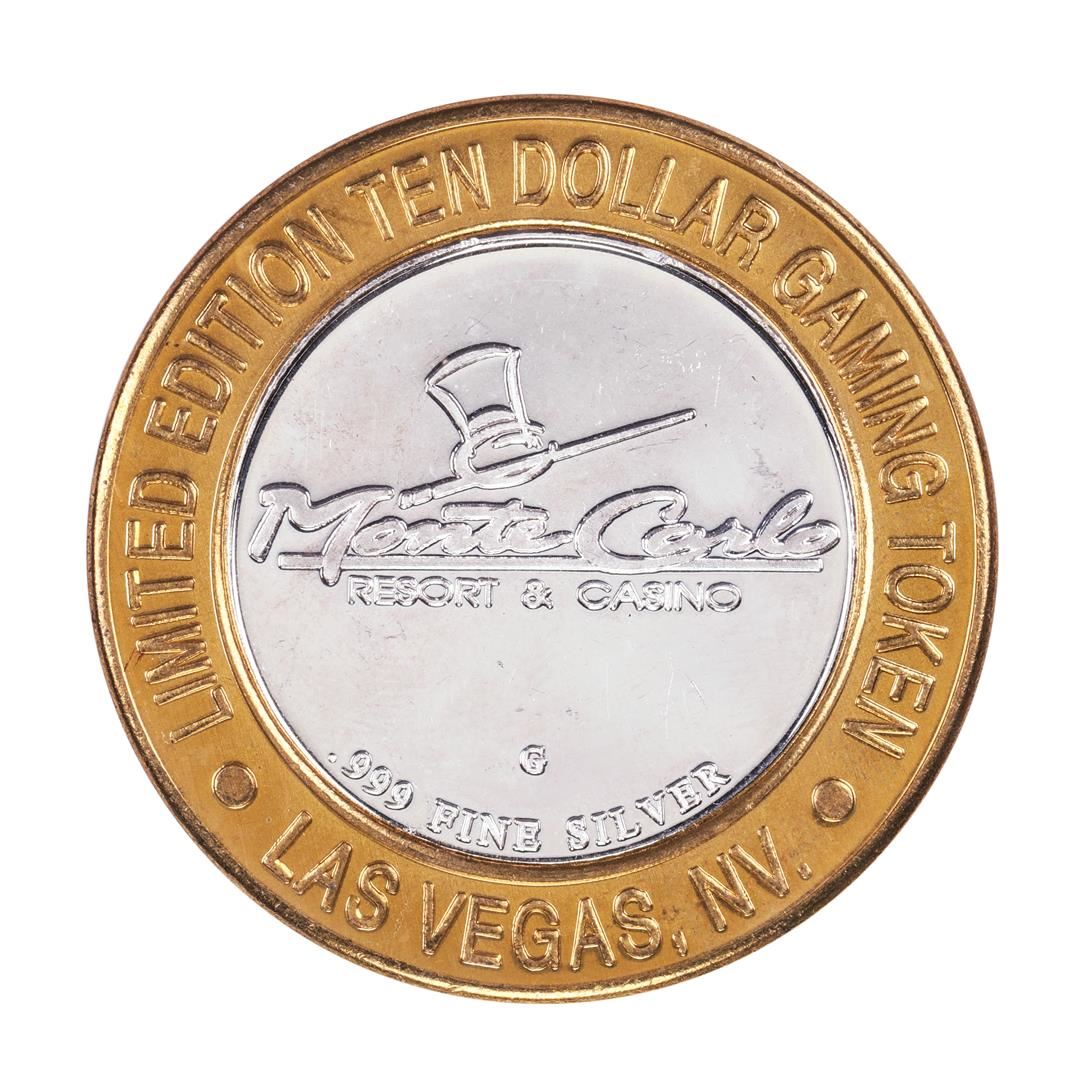 LIMITED EDITION TEN DOLLAR GAMING TOKEN
Monte Carlo
RESORT & CASINO
G
.999 FINE SILVER
LAS VEGAS, NV.